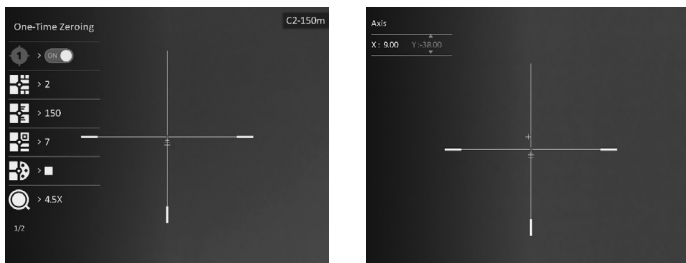 One-Time Zeroing
C2-150m
1 > ON
> 2
> 150
> 7
>
> 4.5X
1/2
Axis
X : 9.00 Y :-38.00